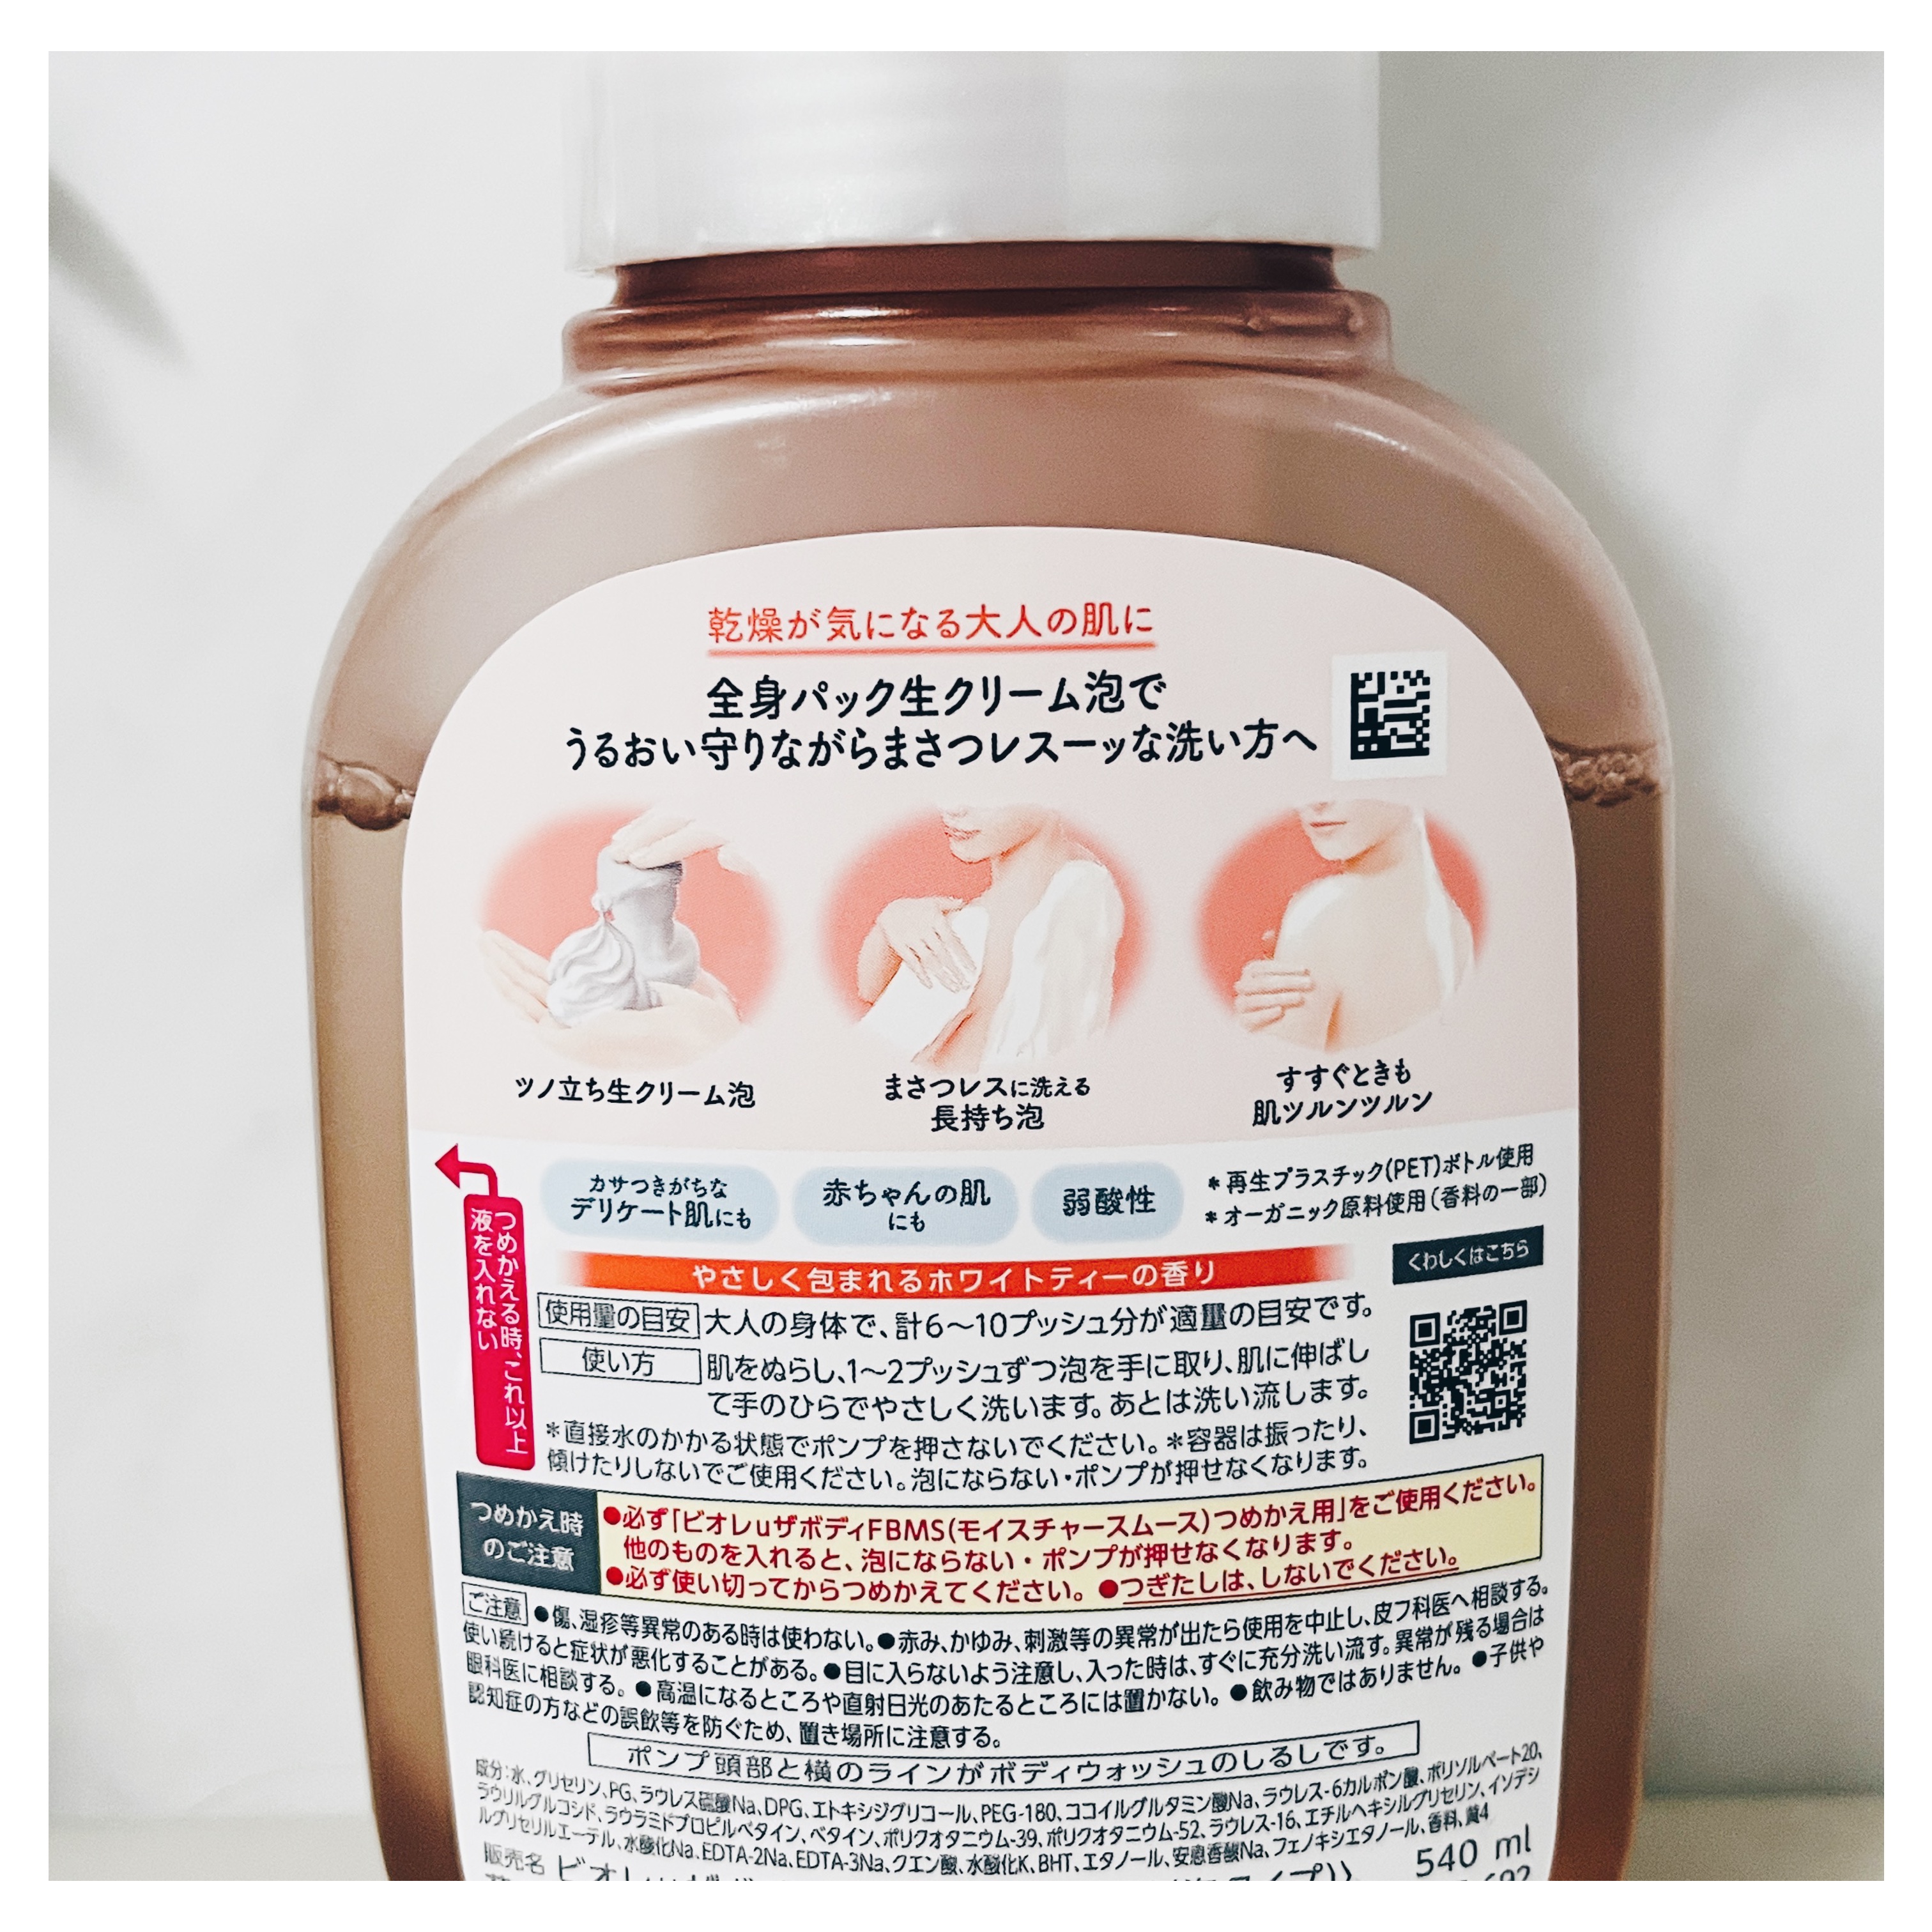 乾燥が気になる大人の肌に
全身パック生クリーム泡で
うるおい守りながらまさつレスーッな洗い方へ
ツノ立ち生クリーム泡
まさつレスに洗える
長持ち泡
すすぐときも
肌ツルンツルン
つめかえる時、これ以上
液を入れない
カサつきがちな
デリケート肌にも
赤ちゃんの肌
にも
弱酸性
*再生プラスチック(PET)ボトル使用
*オーガニック原料使用(香料の一部)
やさしく包まれるホワイトティーの香り
くわしくはこちら
使用量の目安 大人の身体で、計6〜10プッシュ分が適量の目安です。
使い方 肌をぬらし、1〜2プッシュずつ泡を手に取り、肌に伸ばし
て手のひらでやさしく洗います。あとは洗い流します。
*直接水のかかる状態でポンプを押さないでください。*容器は振ったり、
傾けたりしないでご使用ください。泡にならない・ポンプが押せなくなります。
つめかえ時
のご注意
●必ず「ビオレuザボディFBMS(モイスチャースムース)つめかえ用」をご使用ください。
他のものを入れると、泡にならない・ポンプが押せなくなります。
●必ず使い切ってからつめかえてください。●つぎたしは、しないでください。
ご注意 ●傷、湿疹等異常のある時は使わない。●赤み、かゆみ、刺激等の異常が出たら使用を中止し、皮フ科医へ相談する。
使い続けると症状が悪化することがある。●目に入らないよう注意し、入った時は、すぐに充分洗い流す。異常が残る場合は
眼科医に相談する。●高温になるところや直射日光のあたるところには置かない。●飲み物ではありません。●子供や
認知症の方などの誤飲等を防ぐため、置き場所に注意する。
ポンプ頭部と横のラインがボディウォッシュのしるしです。
成分:水、グリセリン、PG、ラウレス硫酸Na、DPG、エトキシジグリコール、PEG-180、ココイルグルタミン酸Na、ラウレス-6カルボン酸、ポリソルベート20、
ラウリルグルコシド、ラウラミドプロピルベタイン、ベタイン、ポリクオタニウム-39、ポリクオタニウム-52、ラウレス-16、エチルヘキシルグリセリン、イソデシ
ルグリセリルエーテル、水酸化Na、EDTA-2Na、EDTA-3Na、クエン酸、水酸化K、BHT、エタノール、安息香酸Na、フェノキシエタノール、香料、黄4
販売名
540 ml